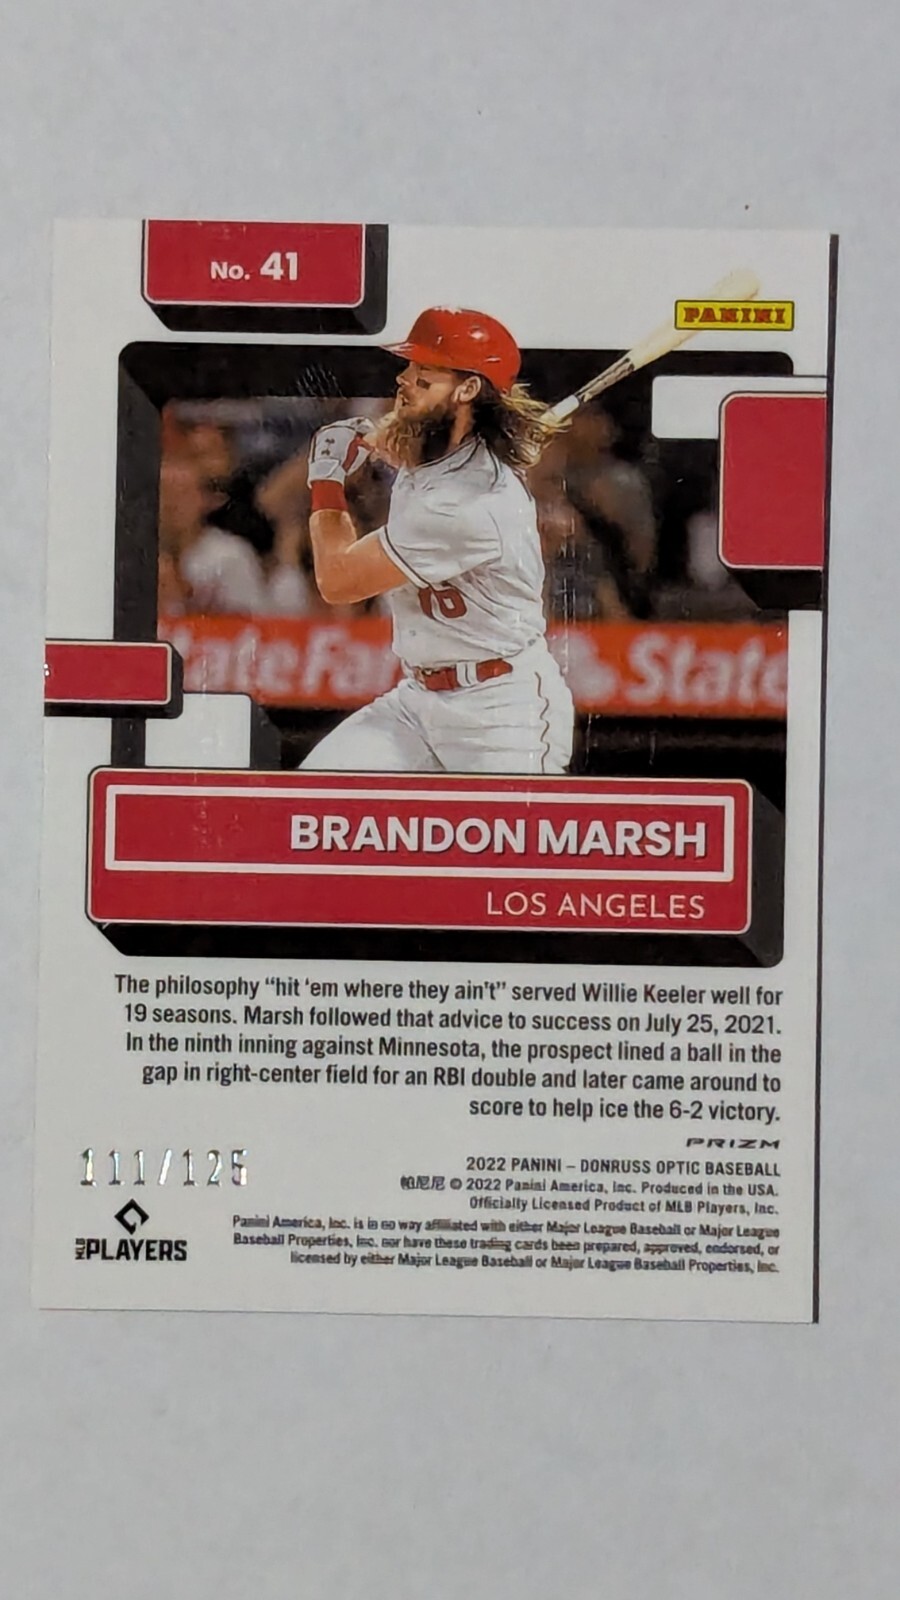 No. 41
PANINI
ateFa
State
16
BRANDON MARSH
LOS ANGELES
The philosophy “hit ‘em where they ain’t” served Willie Keeler well for
19 seasons. Marsh followed that advice to success on July 25, 2021.
In the ninth inning against Minnesota, the prospect lined a ball in the
gap in right-center field for an RBI double and later came around to
score to help ice the 6-2 victory.
PRIZM
111/125
2022 PANINI – DONRUSS OPTIC BASEBALL
帕尼尼 © 2022 Panini America, Inc. Produced in the USA.
Officially Licensed Product of MLB Players, Inc.
MLB PLAYERS
Panini America, Inc. is in no way affiliated with either Major League Baseball or Major League
Baseball Properties, Inc. nor have these trading cards been prepared, approved, endorsed, or
licensed by either Major League Baseball or Major League Baseball Properties, Inc.